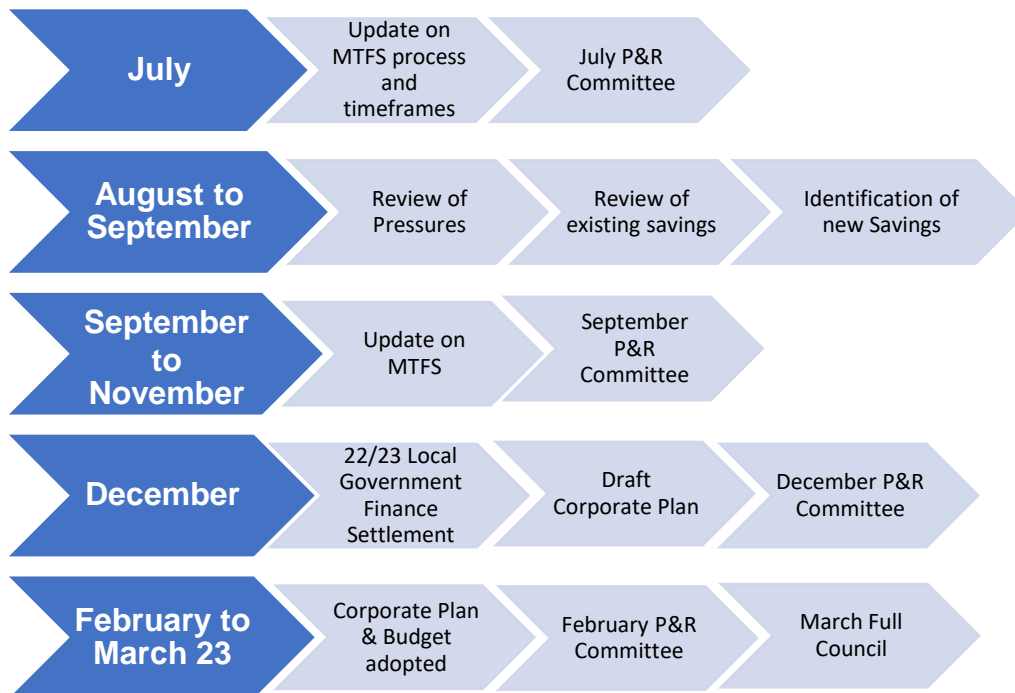 July
Update on
MTFS process
and
timeframes
July P&R
Committee
August to
September
Review of
Pressures
Review of
existing savings
Identification of
new Savings
September
to
November
Update on
MTFS
September
P&R
Committee
December
22/23 Local
Government
Finance
Settlement
Draft
Corporate Plan
December P&R
Committee
February to
March 23
Corporate Plan
& Budget
adopted
February P&R
Committee
March Full
Council